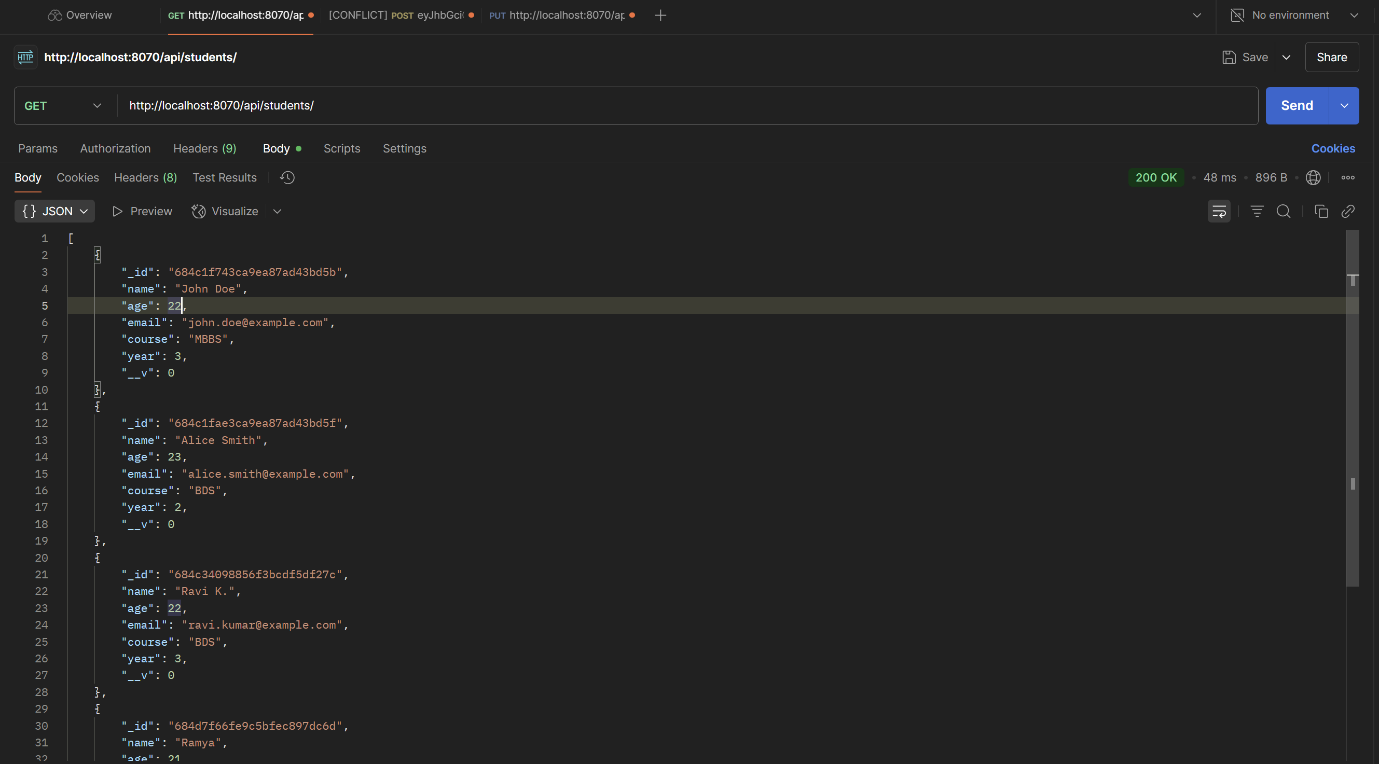 Overview
GET http://localhost:8070/ap
[CONFLICT] POST eyJhbGci
PUT http://localhost:8070/ap
No environment
HTTP http://localhost:8070/api/students/
Save
Share
GET
http://localhost:8070/api/students/
Send
Params Authorization Headers (9) Body Scripts Settings
Cookies
Body Cookies Headers (8) Test Results
200 OK 48 ms 896 B
{} JSON Preview Visualize
1 [
2 {
3 "_id": "684c1f743ca9ea87ad43bd5b",
4 "name": "John Doe",
5 "age": 22,
6 "email": "john.doe@example.com",
7 "course": "MBBS",
8 "year": 3,
9 "__v": 0
10 },
11 {
12 "_id": "684c1fae3ca9ea87ad43bd5f",
13 "name": "Alice Smith",
14 "age": 23,
15 "email": "alice.smith@example.com",
16 "course": "BDS",
17 "year": 2,
18 "__v": 0
19 },
20 {
21 "_id": "684c34098856f3bcdf5df27c",
22 "name": "Ravi K.",
23 "age": 22,
24 "email": "ravi.kumar@example.com",
25 "course": "BDS",
26 "year": 3,
27 "__v": 0
28 },
29 {
30 "_id": "684d7f66fe9c5bfec897dc6d",
31 "name": "Ramya",
32 "age": 21